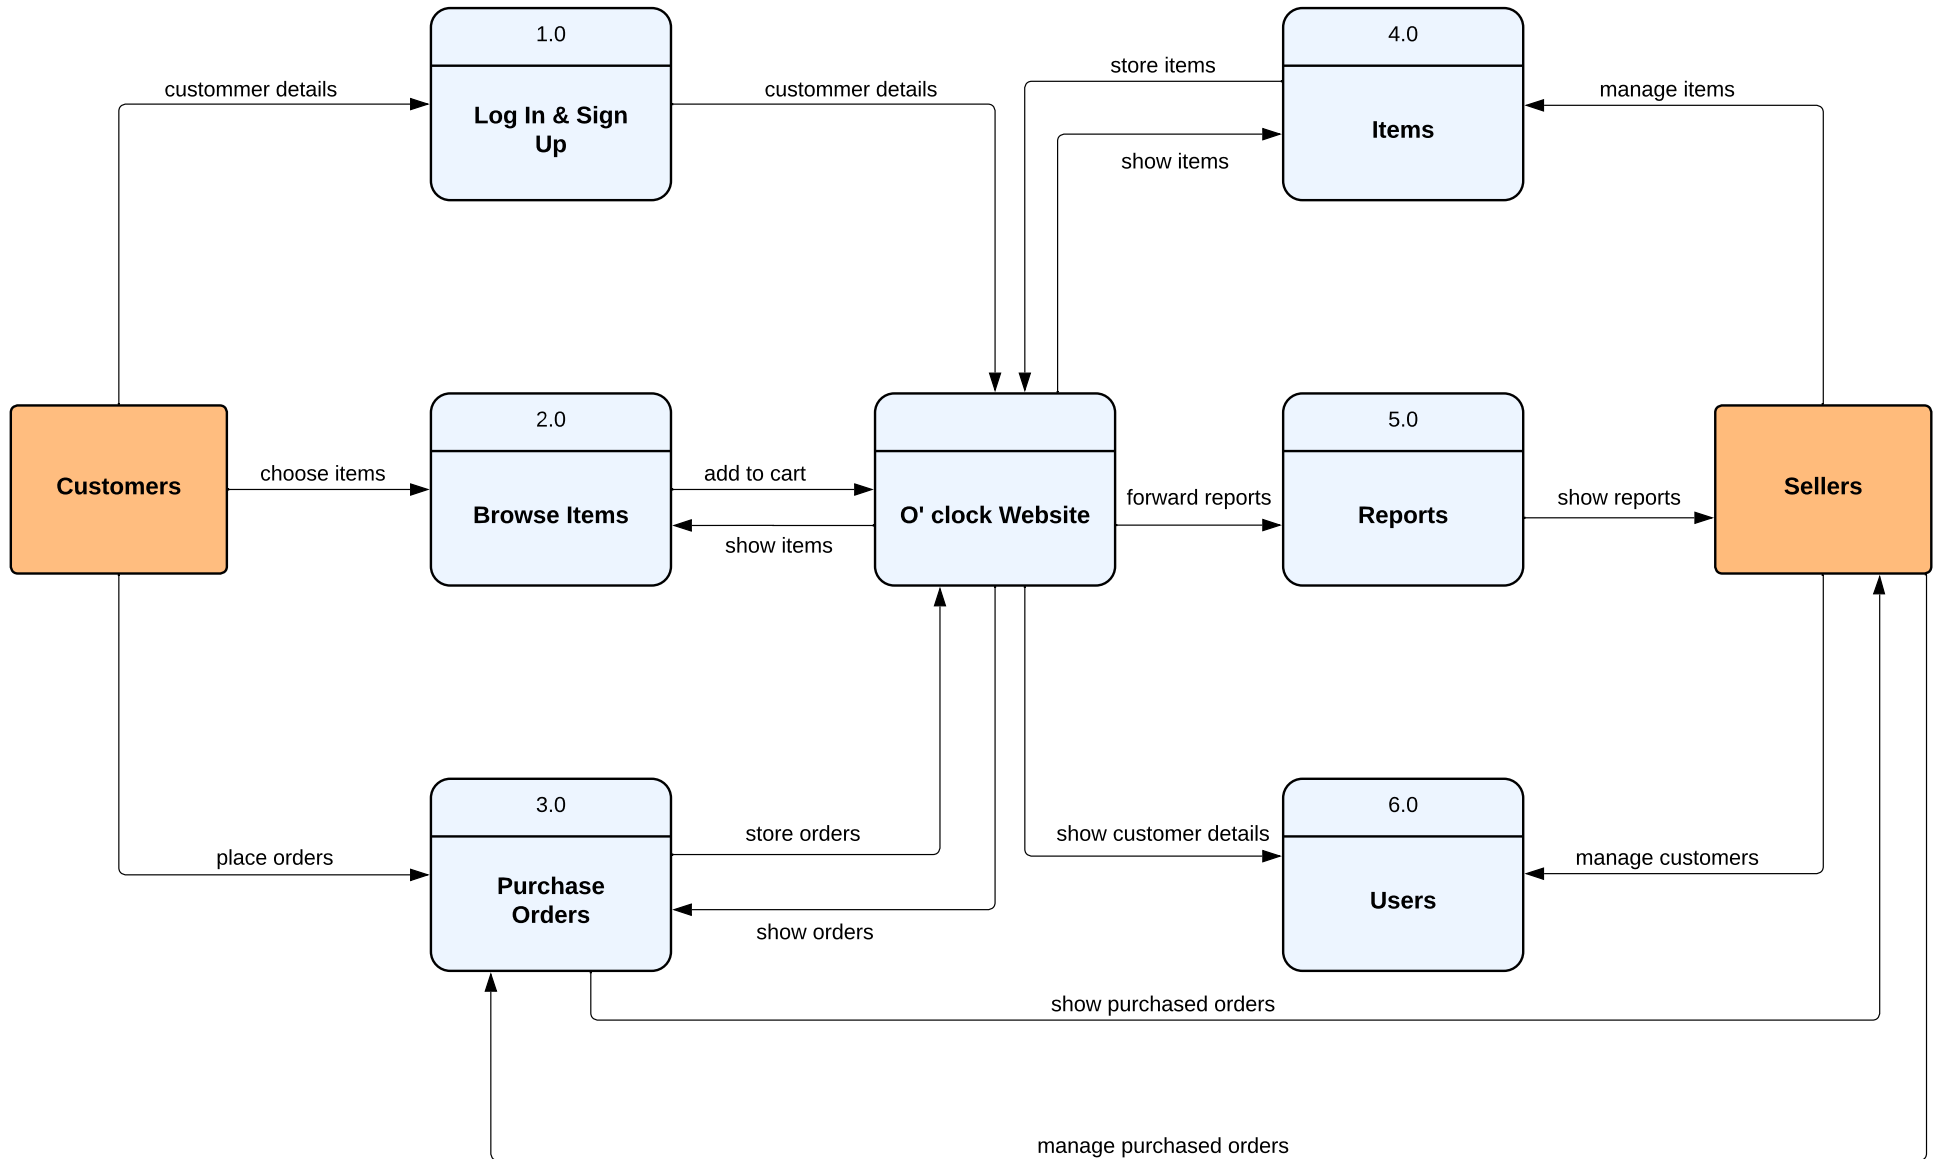 1.0
Log In & Sign
Up
4.0
Items
custommer details
custommer details
store items
show items
manage items
Customers
choose items
2.0
Browse Items
add to cart
show items
O' clock Website
forward reports
5.0
Reports
show reports
Sellers
place orders
3.0
Purchase
Orders
store orders
show orders
show customer details
6.0
Users
manage customers
show purchased orders
manage purchased orders